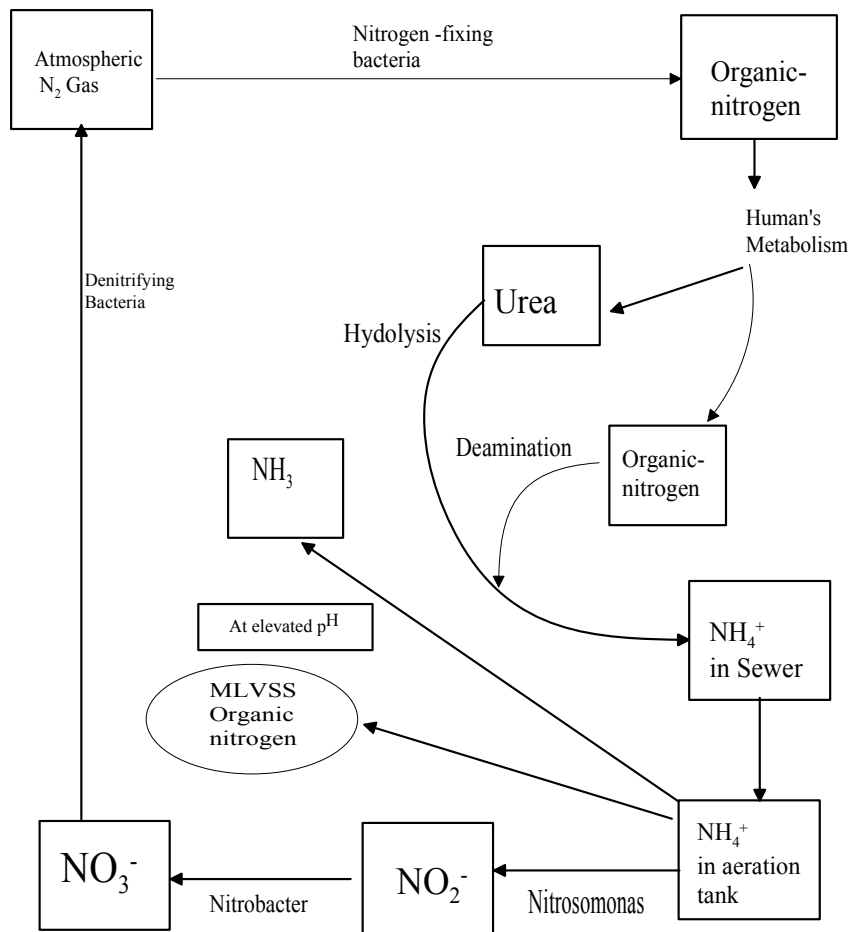 Nitrogen -fixing
bacteria
Atmospheric
N₂ Gas
Organic-
nitrogen
Human's
Metabolism
Denitrifying
Bacteria
Urea
Hydolysis
Deamination
Organic-
nitrogen
NH₃
At elevated pᴴ
NH₄⁺
in Sewer
MLVSS
Organic
nitrogen
NH₄⁺
in aeration
tank
NO₃⁻
NO₂⁻
Nitrobacter
Nitrosomonas